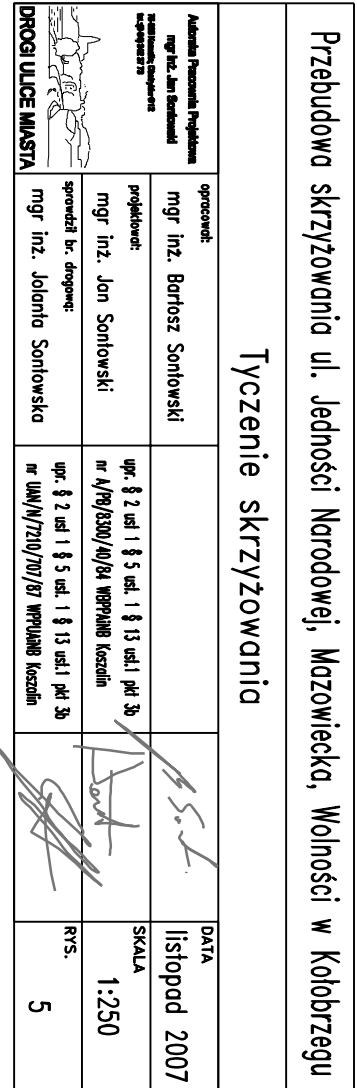 Przebudowa skrzyżowania ul. Jedności Narodowej, Mazowiecka, Wolności w Kołobrzegu
Tyczenie skrzyżowania
Autorska Pracownia Projektowa
mgr inż. Jan Sontowski
DROGI ULICE MIASTA
opracował:
mgr inż. Bartosz Sontowski
DATA
listopad 2007
projektował:
mgr inż. Jan Sontowski
upr. § 2 ust 1 § 5 ust. 1 § 13 ust.1 pkt 3b
nr A/PB/8300/40/84 WBPPAiNB Koszalin
SKALA
1:250
sprawdził br. drogową:
mgr inż. Jolanta Sontowska
upr. § 2 ust 1 § 5 ust. 1 § 13 ust.1 pkt 3b
nr UAN/N/7210/707/87 WPPUAiNB Koszalin
RYS.
5